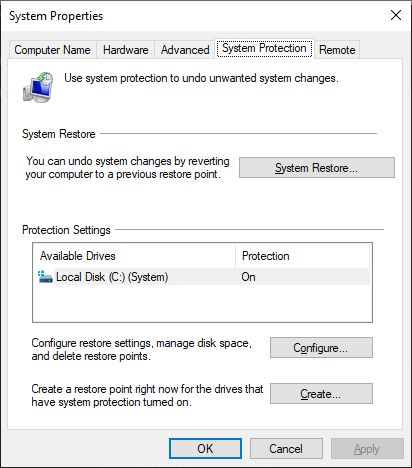 System Properties
Computer Name Hardware Advanced System Protection Remote
Use system protection to undo unwanted system changes.
System Restore
You can undo system changes by reverting
your computer to a previous restore point.
System Restore...
Protection Settings
Available Drives Protection
Local Disk (C:) (System) On
Configure restore settings, manage disk space,
and delete restore points.
Configure...
Create a restore point right now for the drives that
have system protection turned on.
Create...
OK Cancel Apply